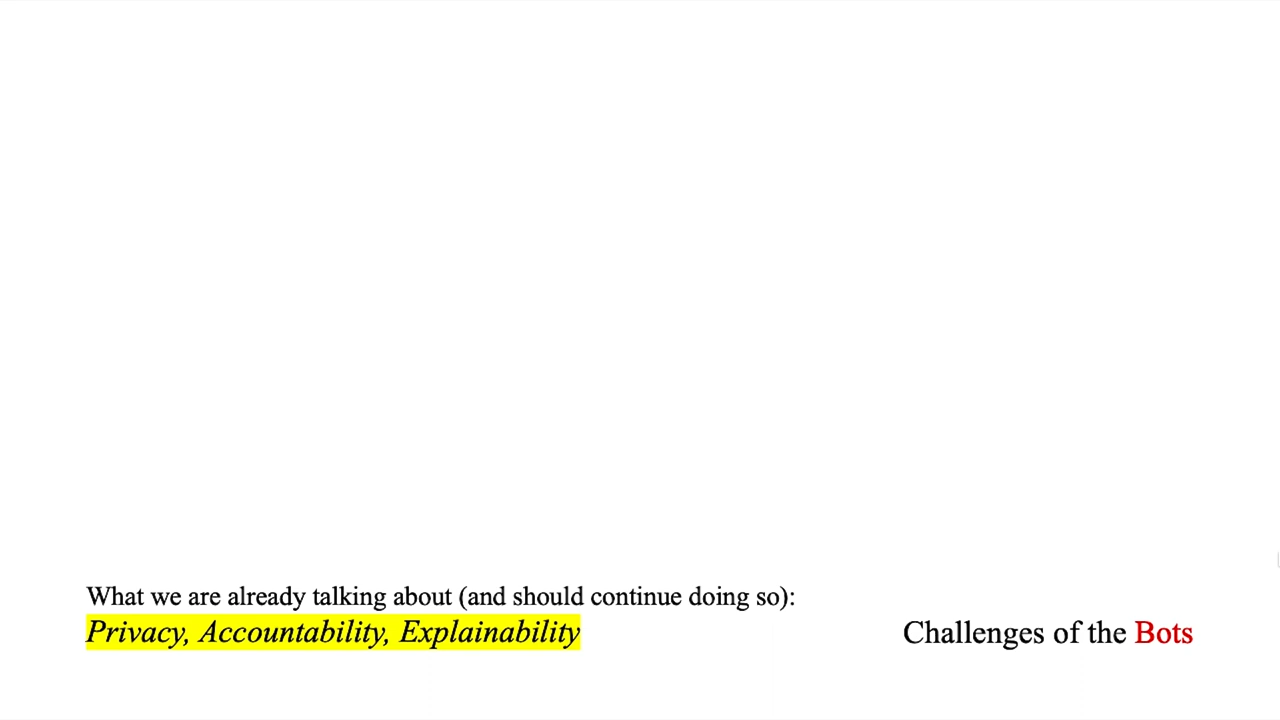 What we are already talking about (and should continue doing so):
Privacy, Accountability, Explainability
Challenges of the Bots